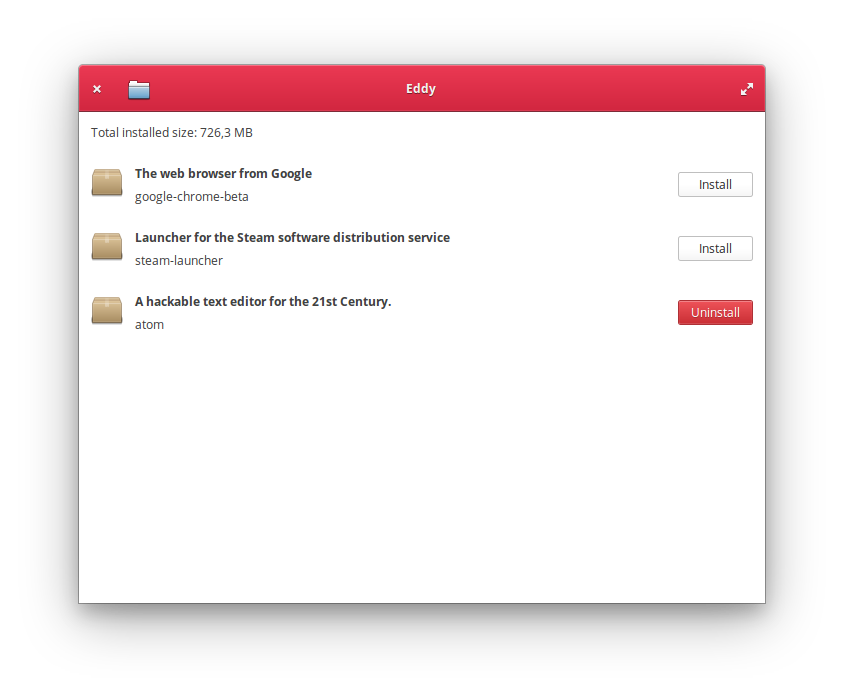 Eddy
Total installed size: 726,3 MB
The web browser from Google
google-chrome-beta
Install
Launcher for the Steam software distribution service
steam-launcher
Install
A hackable text editor for the 21st Century.
atom
Uninstall